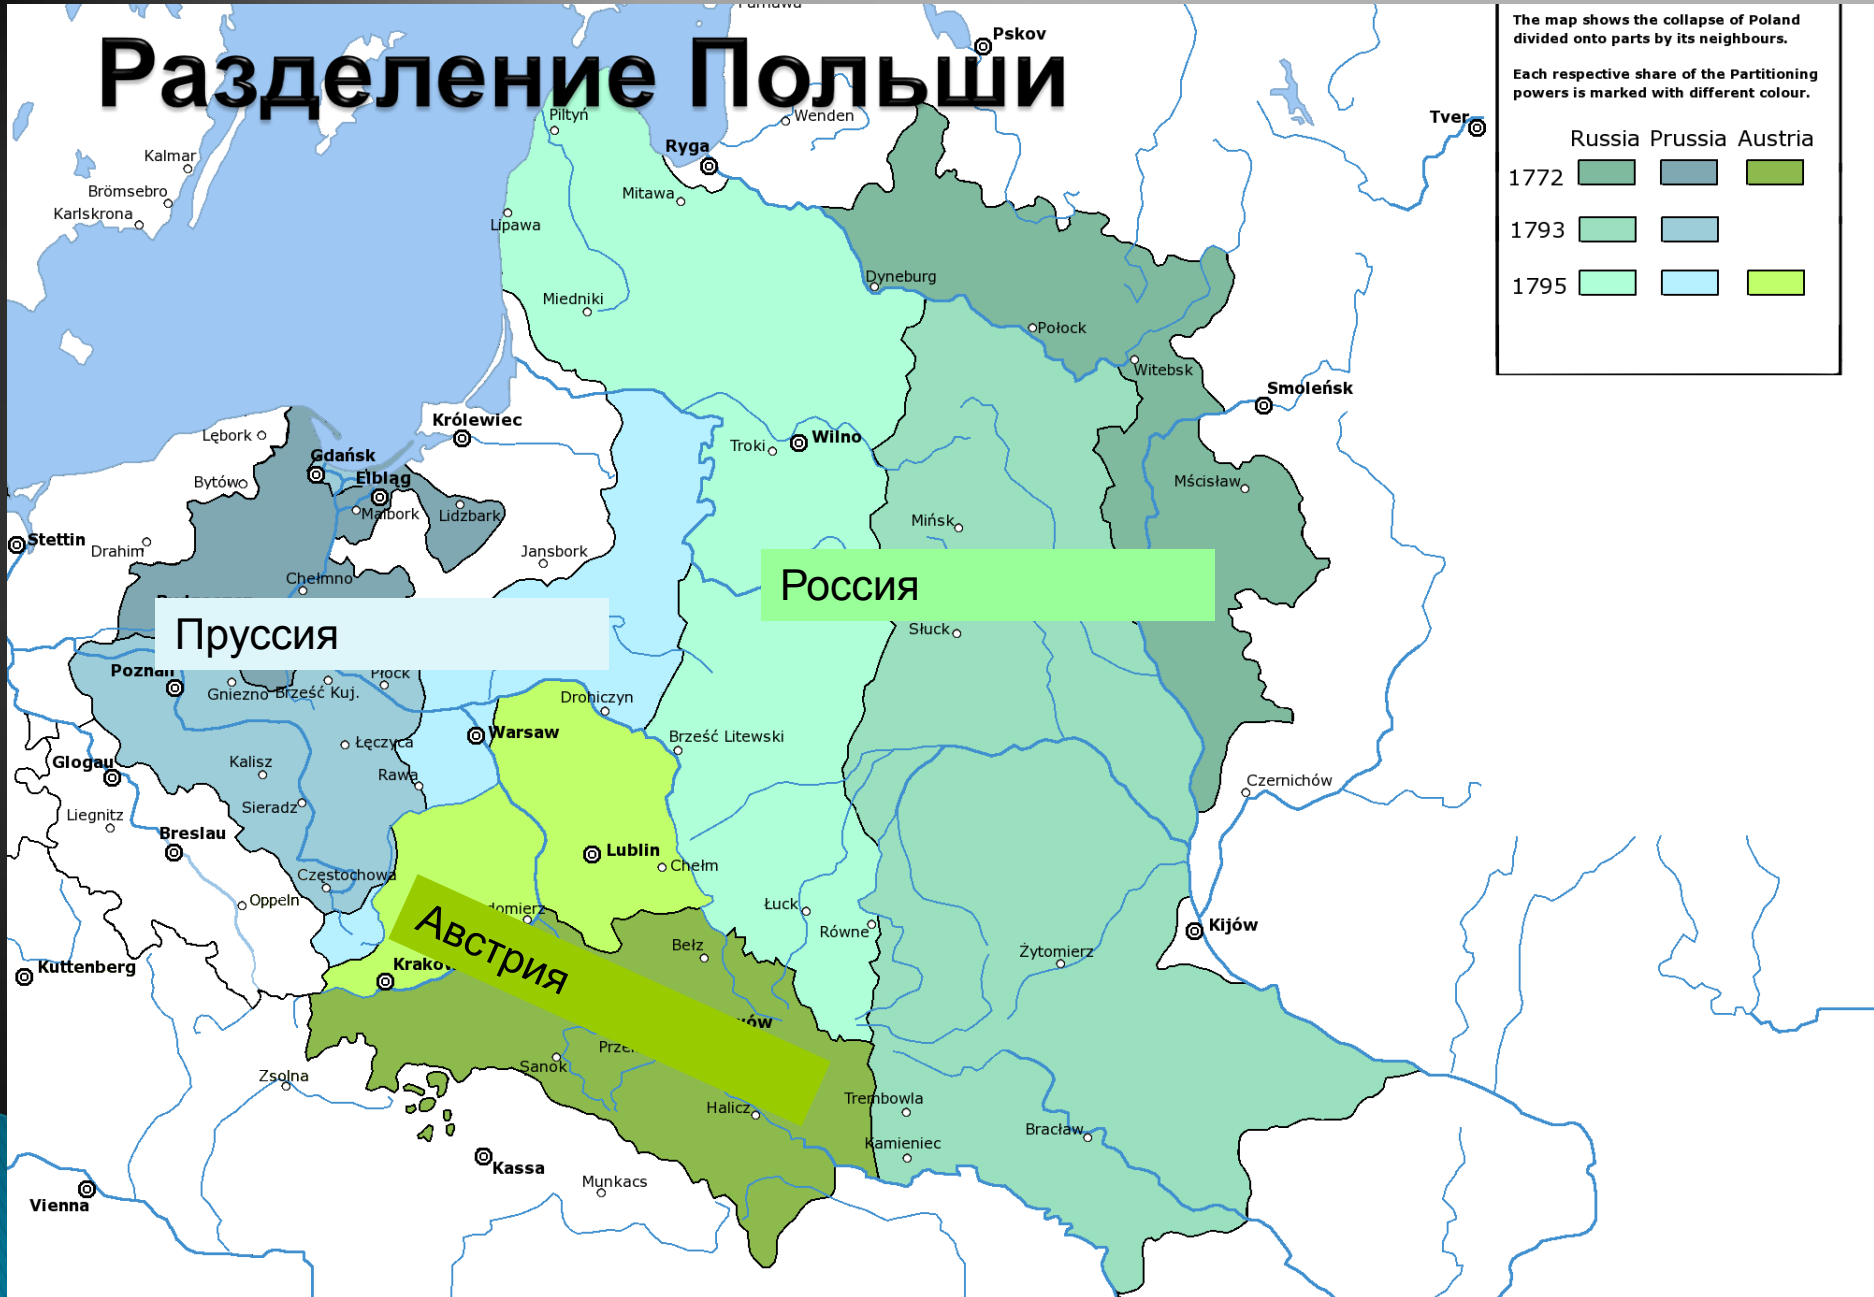 Разделение Польши
The map shows the collapse of Poland
divided onto parts by its neighbours.
Each respective share of the Partitioning
powers is marked with different colour.
Russia Prussia Austria
1772
1793
1795
Pskov
Tver
Piltyń
Wenden
Ryga
Kalmar
Brömsebro
Karlskrona
Mitawa
Lipawa
Dyneburg
Miedniki
Połock
Witebsk
Smoleńsk
Królewiec
Lębork
Troki
Wilno
Gdańsk
Elbląg
Bytów
Mścisław
Malbork
Lidzbark
Mińsk
Stettin
Drahim
Jansbork
Chełmno
Россия
Пруссия
Słuck
Poznań
Płock
Gniezno
Brześć Kuj.
Drohiczyn
Warsaw
Brześć Litewski
Łęczyca
Glogau
Kalisz
Rawa
Czernichów
Sieradz
Liegnitz
Breslau
Lublin
Chełm
Częstochowa
Oppeln
Łuck
domierz
Równe
Kijów
Австрия
Bełz
Żytomierz
Kuttenberg
Kraków
wów
Przem
Sanok
Zsolna
Trembowla
Halicz
Bracław
Kamieniec
Kassa
Munkacs
Vienna